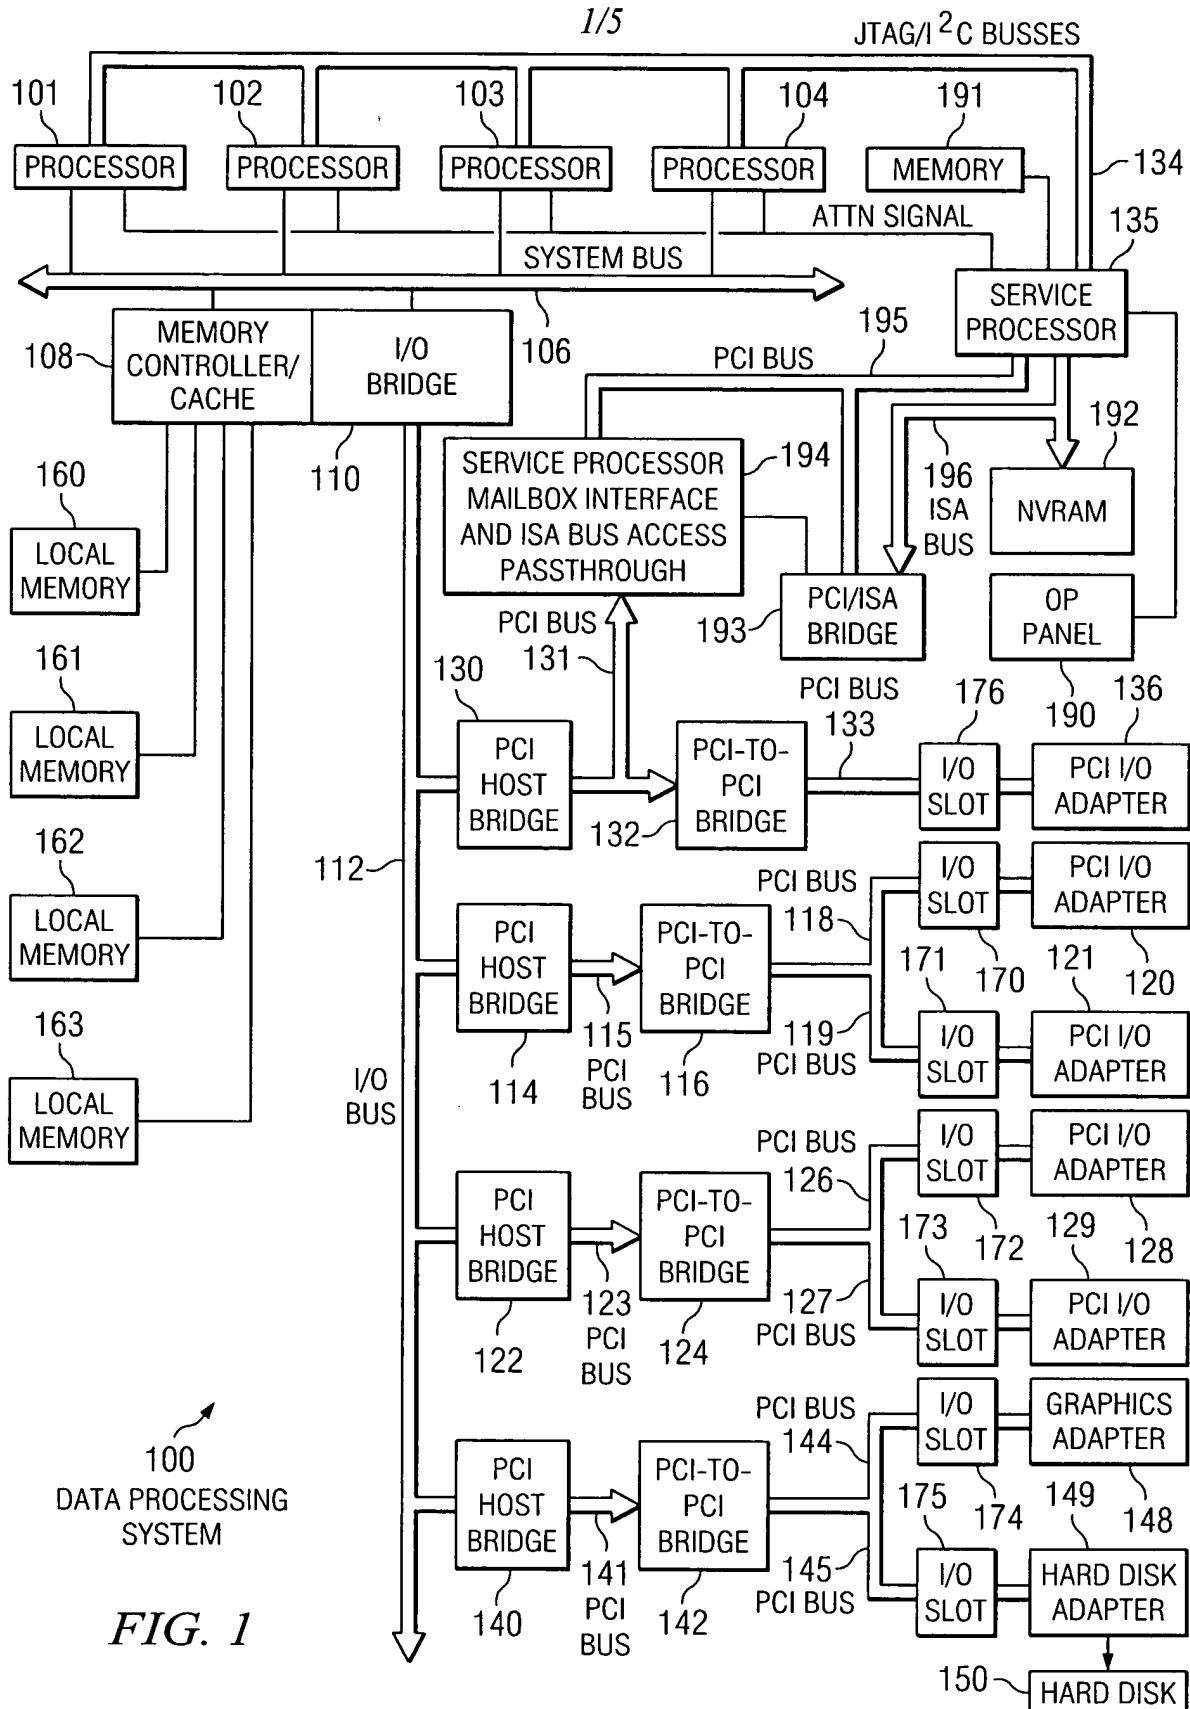 1/5
JTAG/I²C BUSSES
101
102
103
104
191
PROCESSOR
PROCESSOR
PROCESSOR
PROCESSOR
MEMORY
134
ATTN SIGNAL
135
SYSTEM BUS
SERVICE
PROCESSOR
108
MEMORY
CONTROLLER/
CACHE
I/O
BRIDGE
106
195
PCI BUS
110
SERVICE PROCESSOR
MAILBOX INTERFACE
AND ISA BUS ACCESS
PASSTHROUGH
194
196
ISA
BUS
192
NVRAM
160
LOCAL
MEMORY
PCI BUS
131
193
PCI/ISA
BRIDGE
OP
PANEL
190
161
LOCAL
MEMORY
130
PCI
HOST
BRIDGE
PCI-TO-
PCI
BRIDGE
132
PCI BUS
133
176
I/O
SLOT
136
PCI I/O
ADAPTER
112
162
LOCAL
MEMORY
PCI
HOST
BRIDGE
114
115
PCI
BUS
PCI-TO-
PCI
BRIDGE
116
PCI BUS
118
I/O
SLOT
170
PCI I/O
ADAPTER
120
171
119
PCI BUS
I/O
SLOT
121
PCI I/O
ADAPTER
163
LOCAL
MEMORY
I/O
BUS
PCI
HOST
BRIDGE
122
123
PCI
BUS
PCI-TO-
PCI
BRIDGE
124
PCI BUS
126
I/O
SLOT
172
PCI I/O
ADAPTER
128
173
127
PCI BUS
I/O
SLOT
129
PCI I/O
ADAPTER
100
DATA PROCESSING
SYSTEM
PCI
HOST
BRIDGE
140
141
PCI
BUS
PCI-TO-
PCI
BRIDGE
142
PCI BUS
144
I/O
SLOT
174
GRAPHICS
ADAPTER
148
175
145
PCI BUS
I/O
SLOT
149
HARD DISK
ADAPTER
FIG. 1
150
HARD DISK